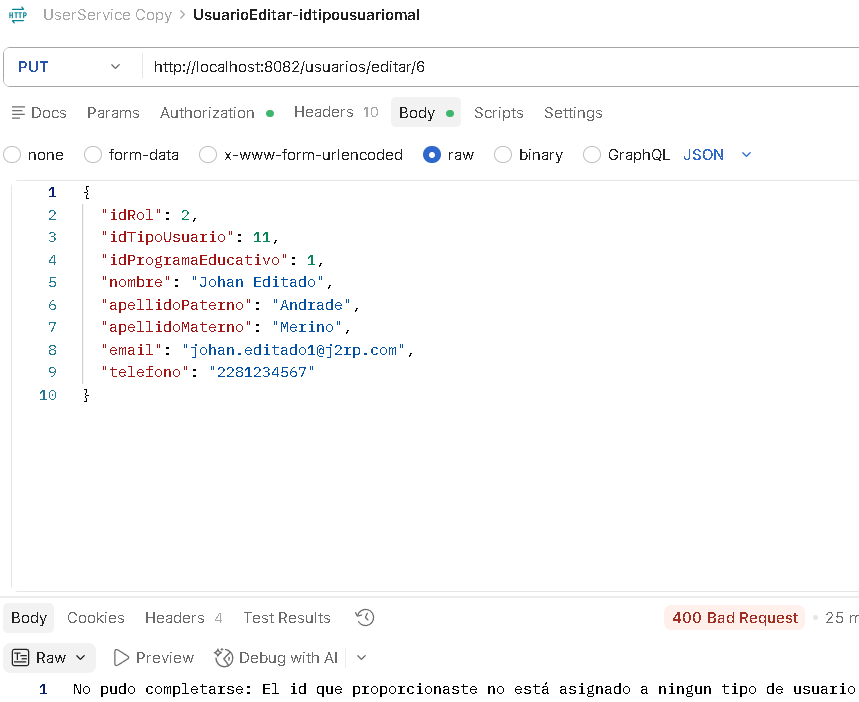 HTTP UserService Copy > UsuarioEditar-idtipousuariomal
PUT http://localhost:8082/usuarios/editar/6
Docs Params Authorization Headers 10 Body Scripts Settings
none form-data x-www-form-urlencoded raw binary GraphQL JSON
1 {
2 "idRol": 2,
3 "idTipoUsuario": 11,
4 "idProgramaEducativo": 1,
5 "nombre": "Johan Editado",
6 "apellidoPaterno": "Andrade",
7 "apellidoMaterno": "Merino",
8 "email": "johan.editado1@j2rp.com",
9 "telefono": "2281234567"
10 }
Body Cookies Headers 4 Test Results 400 Bad Request • 25 m
Raw Preview Debug with AI
1 No pudo completarse: El id que proporcionaste no está asignado a ningun tipo de usuario